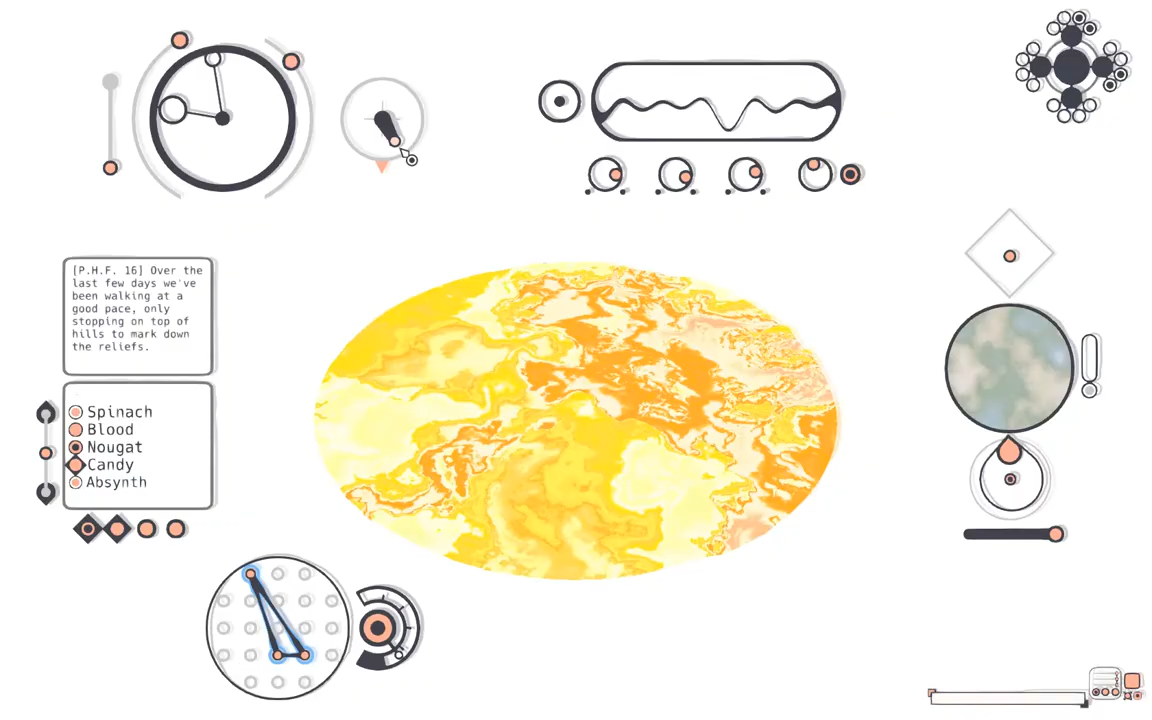 [P.H.F. 16] Over the
last few days we've
been walking at a
good pace, only
stopping on top of
hills to mark down
the reliefs.
Spinach
Blood
Nougat
Candy
Absynth